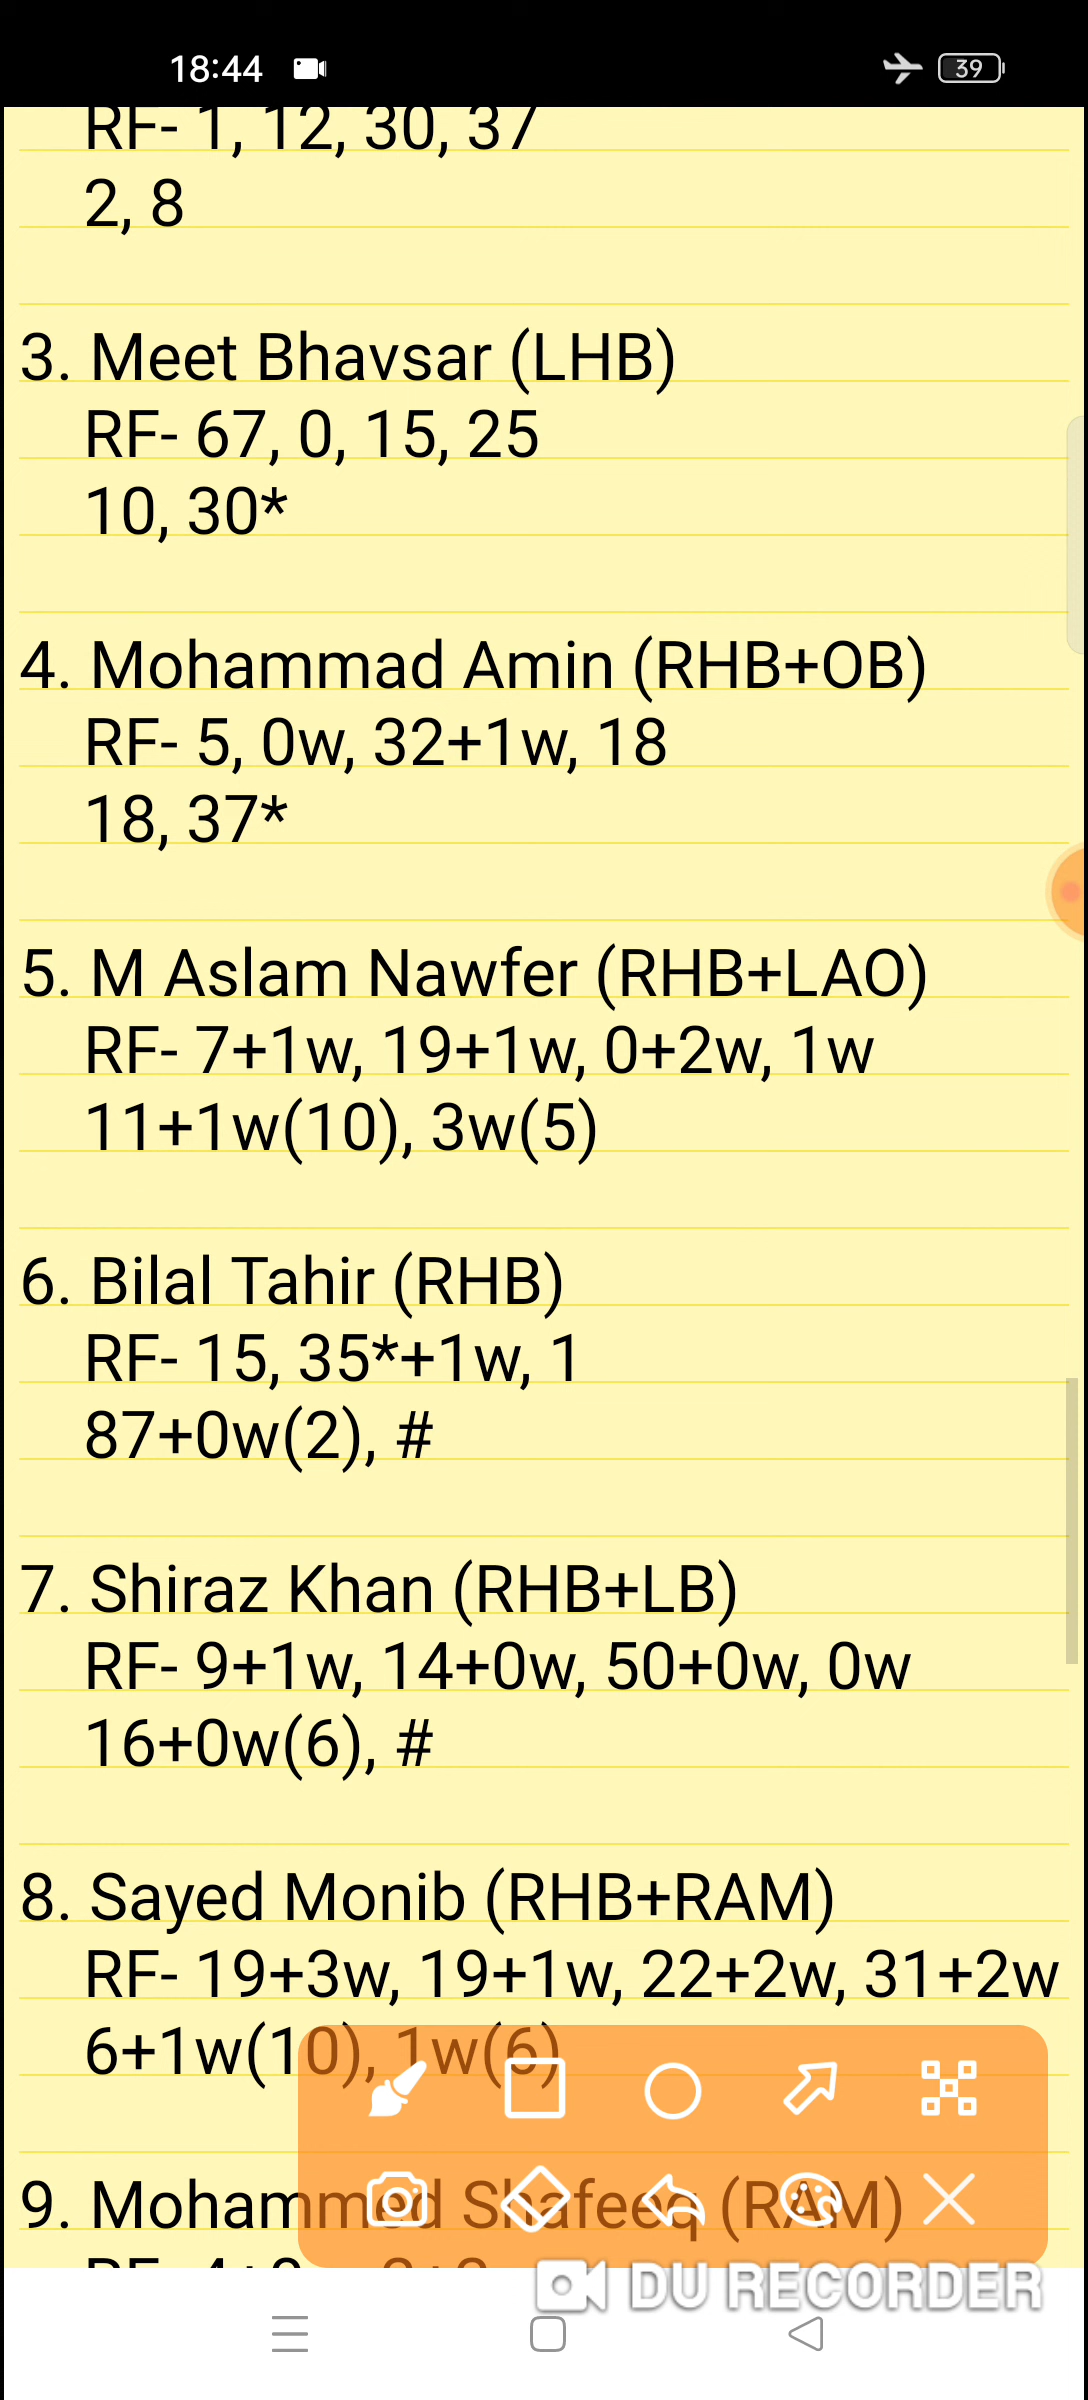 18:44
39
RF- 1, 12, 30, 37
2, 8
3. Meet Bhavsar (LHB)
RF- 67, 0, 15, 25
10, 30*
4. Mohammad Amin (RHB+OB)
RF- 5, 0w, 32+1w, 18
18, 37*
5. M Aslam Nawfer (RHB+LAO)
RF- 7+1w, 19+1w, 0+2w, 1w
11+1w(10), 3w(5)
6. Bilal Tahir (RHB)
RF- 15, 35*+1w, 1
87+0w(2), #
7. Shiraz Khan (RHB+LB)
RF- 9+1w, 14+0w, 50+0w, 0w
16+0w(6), #
8. Sayed Monib (RHB+RAM)
RF- 19+3w, 19+1w, 22+2w, 31+2w
6+1w(10), 1w(6)
9. Mohammed Shafeeq (RAM)
DU RECORDER